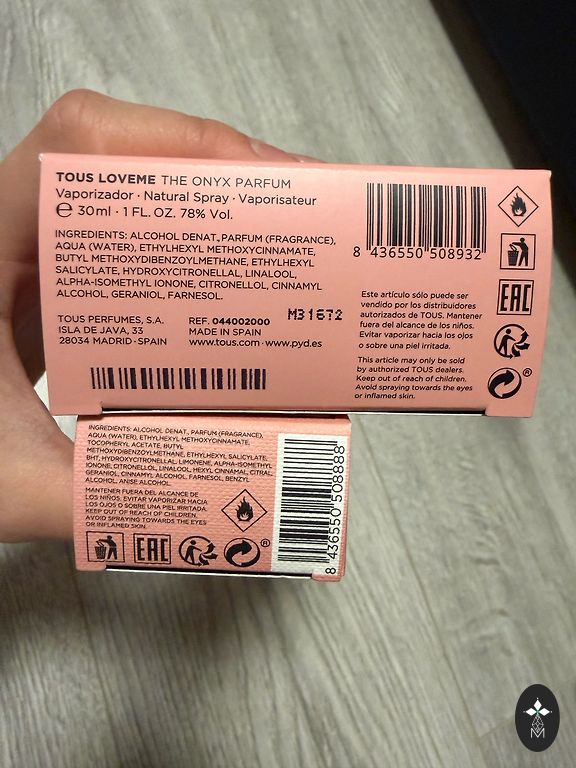 TOUS LOVEME THE ONYX PARFUM
Vaporizador · Natural Spray · Vaporisateur
℮ 30ml · 1 FL. OZ. 78% Vol.
INGREDIENTS: ALCOHOL DENAT., PARFUM (FRAGRANCE),
AQUA (WATER), ETHYLHEXYL METHOXYCINNAMATE,
BUTYL METHOXYDIBENZOYLMETHANE, ETHYLHEXYL
SALICYLATE, HYDROXYCITRONELLAL, LINALOOL,
ALPHA-ISOMETHYL IONONE, CITRONELLOL, CINNAMYL
ALCOHOL, GERANIOL, FARNESOL.
TOUS PERFUMES, S.A.
ISLA DE JAVA, 33
28034 MADRID · SPAIN
REF. 044002000
MADE IN SPAIN
www.tous.com · www.pyd.es
M31672
8 436550 508932
Este artículo sólo puede ser
vendido por los distribuidores
autorizados de TOUS. Mantener
fuera del alcance de los niños.
Evitar vaporizar hacia los ojos
o sobre una piel irritada.
This article may only be sold
by authorized TOUS dealers.
Keep out of reach of children.
Avoid spraying towards the eyes
or inflamed skin.
EAC
®
INGREDIENTS: ALCOHOL DENAT., PARFUM (FRAGRANCE),
AQUA (WATER), ETHYLHEXYL METHOXYCINNAMATE,
TOCOPHERYL ACETATE, BUTYL
METHOXYDIBENZOYLMETHANE, ETHYLHEXYL SALICYLATE,
BHT, HYDROXYCITRONELLAL, LIMONENE, ALPHA-ISOMETHYL
IONONE, CITRONELLOL, LINALOOL, HEXYL CINNAMAL, CITRAL,
GERANIOL, CINNAMYL ALCOHOL, FARNESOL, BENZYL
ALCOHOL, ANISE ALCOHOL.
MANTENER FUERA DEL ALCANCE DE
LOS NIÑOS. EVITAR VAPORIZAR HACIA
LOS OJOS O SOBRE UNA PIEL IRRITADA.
KEEP OUT OF REACH OF CHILDREN.
AVOID SPRAYING TOWARDS THE EYES
OR INFLAMED SKIN.
EAC
®
8 436550 508888
M